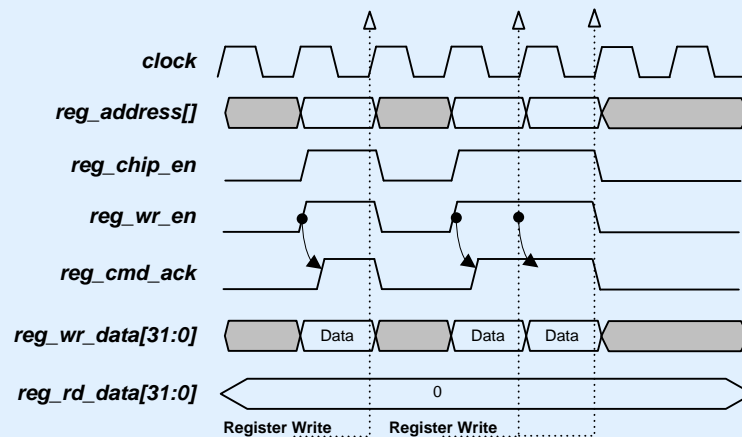 clock
reg_address[]
reg_chip_en
reg_wr_en
reg_cmd_ack
reg_wr_data[31:0] Data Data Data
reg_rd_data[31:0] 0
Register Write Register Write